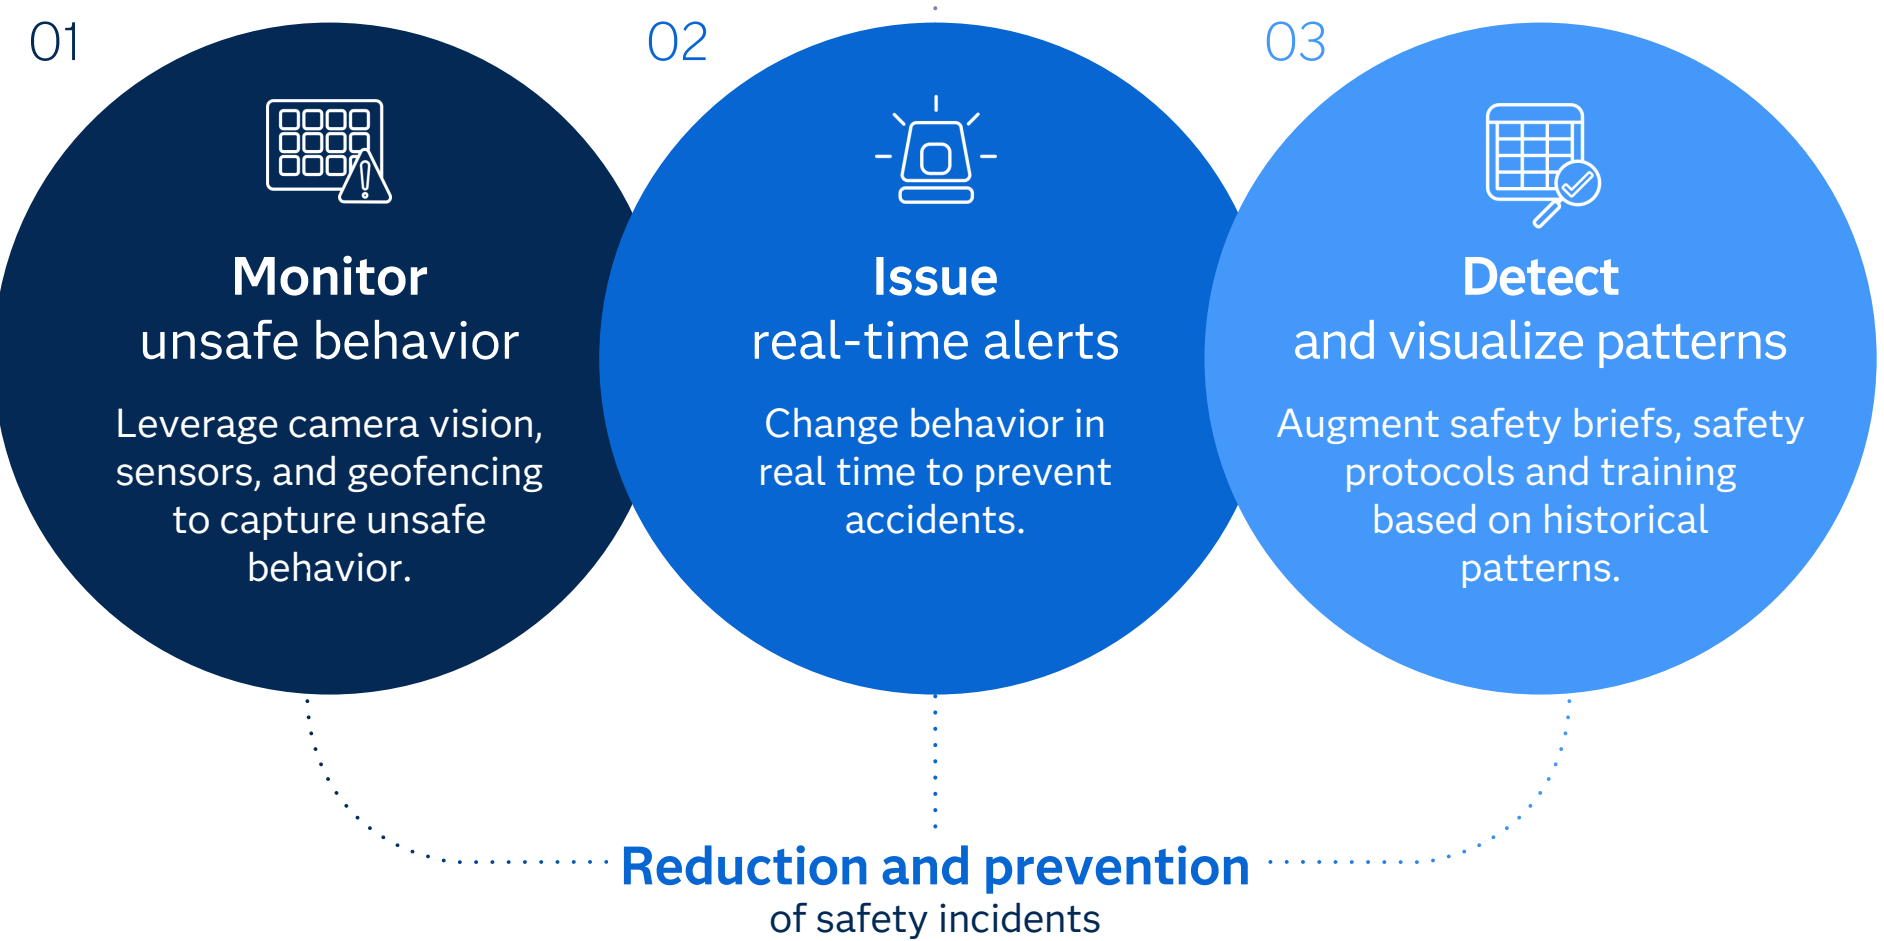 01
Monitor
unsafe behavior
Leverage camera vision,
sensors, and geofencing
to capture unsafe
behavior.
02
Issue
real-time alerts
Change behavior in
real time to prevent
accidents.
03
Detect
and visualize patterns
Augment safety briefs, safety
protocols and training
based on historical
patterns.
Reduction and prevention
of safety incidents